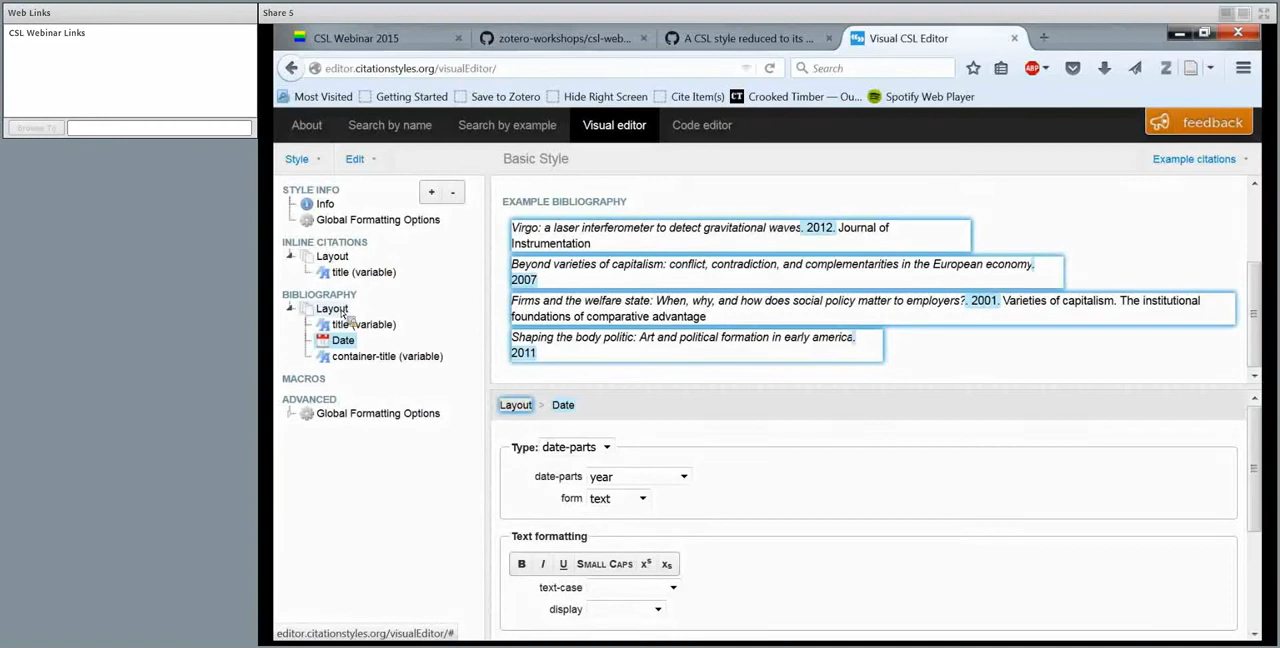 Web Links
Share 5
CSL Webinar Links
Browse To
CSL Webinar 2015
zotero-workshops/csl-web...
A CSL style reduced to its ...
Visual CSL Editor
editor.citationstyles.org/visualEditor/
Search
ABP
Z
Most Visited
Getting Started
Save to Zotero
Hide Right Screen
Cite Item(s)
CT Crooked Timber — Ou...
Spotify Web Player
About
Search by name
Search by example
Visual editor
Code editor
feedback
Style
Edit
Basic Style
Example citations
STYLE INFO
+ -
Info
Global Formatting Options
INLINE CITATIONS
Layout
title (variable)
BIBLIOGRAPHY
Layout
title (variable)
Date
container-title (variable)
MACROS
ADVANCED
Global Formatting Options
EXAMPLE BIBLIOGRAPHY
Virgo: a laser interferometer to detect gravitational waves. 2012. Journal of
Instrumentation
Beyond varieties of capitalism: conflict, contradiction, and complementarities in the European economy.
2007
Firms and the welfare state: When, why, and how does social policy matter to employers?. 2001. Varieties of capitalism. The institutional
foundations of comparative advantage
Shaping the body politic: Art and political formation in early america.
2011
Layout > Date
Type: date-parts
date-parts year
form text
Text formatting
B I U SMALL CAPS xs xs
text-case
display
editor.citationstyles.org/visualEditor/#